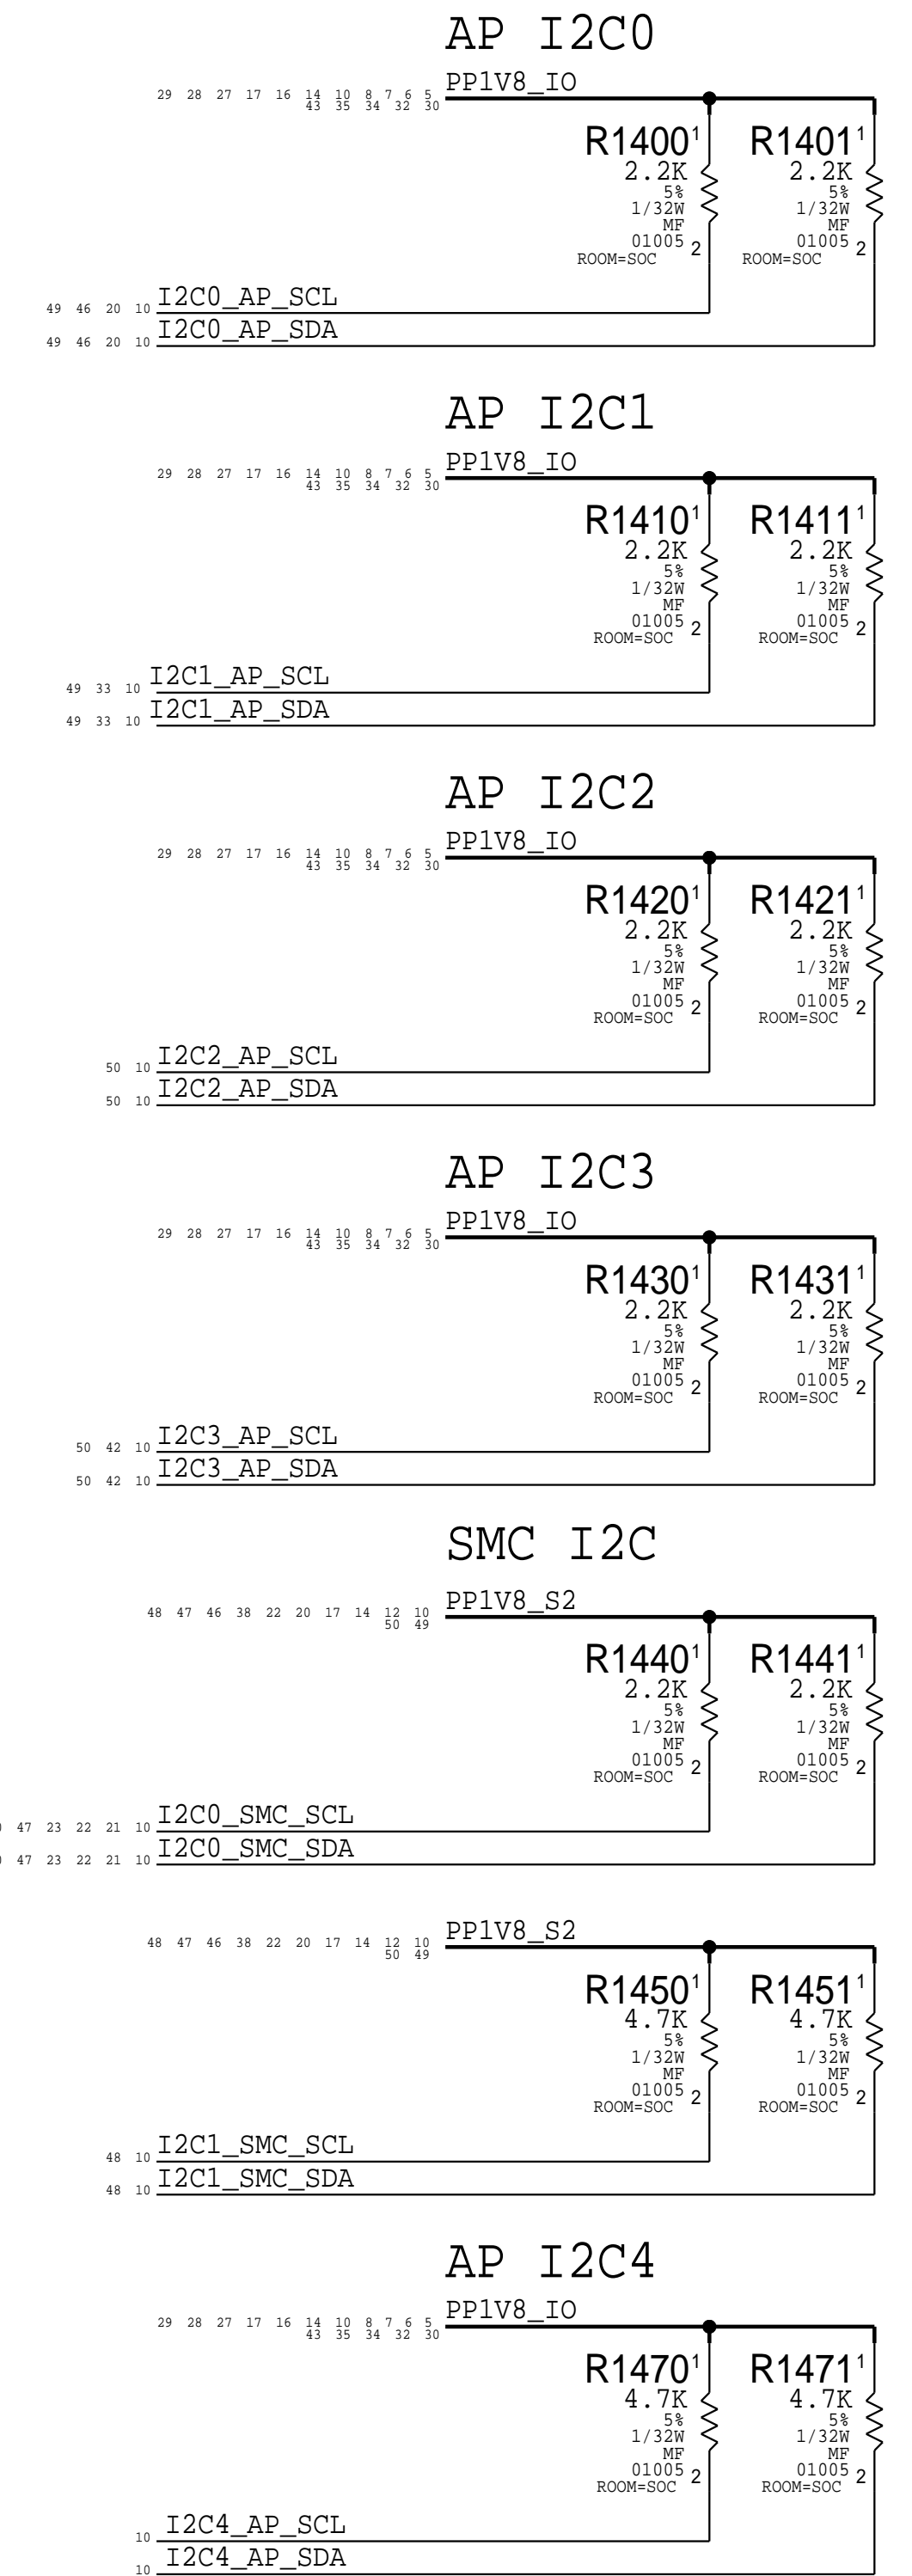 AP I2C0
PP1V8_IO
29 28 27 17 16 14 10 8 7 6 5
43 35 34 32 30
R1400 1 R1401 1
2.2K 2.2K
5% 5%
1/32W 1/32W
MF MF
01005 2 01005 2
ROOM=SOC ROOM=SOC
49 46 20 10 I2C0_AP_SCL
49 46 20 10 I2C0_AP_SDA
AP I2C1
PP1V8_IO
29 28 27 17 16 14 10 8 7 6 5
43 35 34 32 30
R1410 1 R1411 1
2.2K 2.2K
5% 5%
1/32W 1/32W
MF MF
01005 2 01005 2
ROOM=SOC ROOM=SOC
49 33 10 I2C1_AP_SCL
49 33 10 I2C1_AP_SDA
AP I2C2
PP1V8_IO
29 28 27 17 16 14 10 8 7 6 5
43 35 34 32 30
R1420 1 R1421 1
2.2K 2.2K
5% 5%
1/32W 1/32W
MF MF
01005 2 01005 2
ROOM=SOC ROOM=SOC
50 10 I2C2_AP_SCL
50 10 I2C2_AP_SDA
AP I2C3
PP1V8_IO
29 28 27 17 16 14 10 8 7 6 5
43 35 34 32 30
R1430 1 R1431 1
2.2K 2.2K
5% 5%
1/32W 1/32W
MF MF
01005 2 01005 2
ROOM=SOC ROOM=SOC
50 42 10 I2C3_AP_SCL
50 42 10 I2C3_AP_SDA
SMC I2C
PP1V8_S2
48 47 46 38 22 20 17 14 12 10
50 49
R1440 1 R1441 1
2.2K 2.2K
5% 5%
1/32W 1/32W
MF MF
01005 2 01005 2
ROOM=SOC ROOM=SOC
47 23 22 21 10 I2C0_SMC_SCL
47 23 22 21 10 I2C0_SMC_SDA
PP1V8_S2
48 47 46 38 22 20 17 14 12 10
50 49
R1450 1 R1451 1
4.7K 4.7K
5% 5%
1/32W 1/32W
MF MF
01005 2 01005 2
ROOM=SOC ROOM=SOC
48 10 I2C1_SMC_SCL
48 10 I2C1_SMC_SDA
AP I2C4
PP1V8_IO
29 28 27 17 16 14 10 8 7 6 5
43 35 34 32 30
R1470 1 R1471 1
4.7K 4.7K
5% 5%
1/32W 1/32W
MF MF
01005 2 01005 2
ROOM=SOC ROOM=SOC
10 I2C4_AP_SCL
10 I2C4_AP_SDA